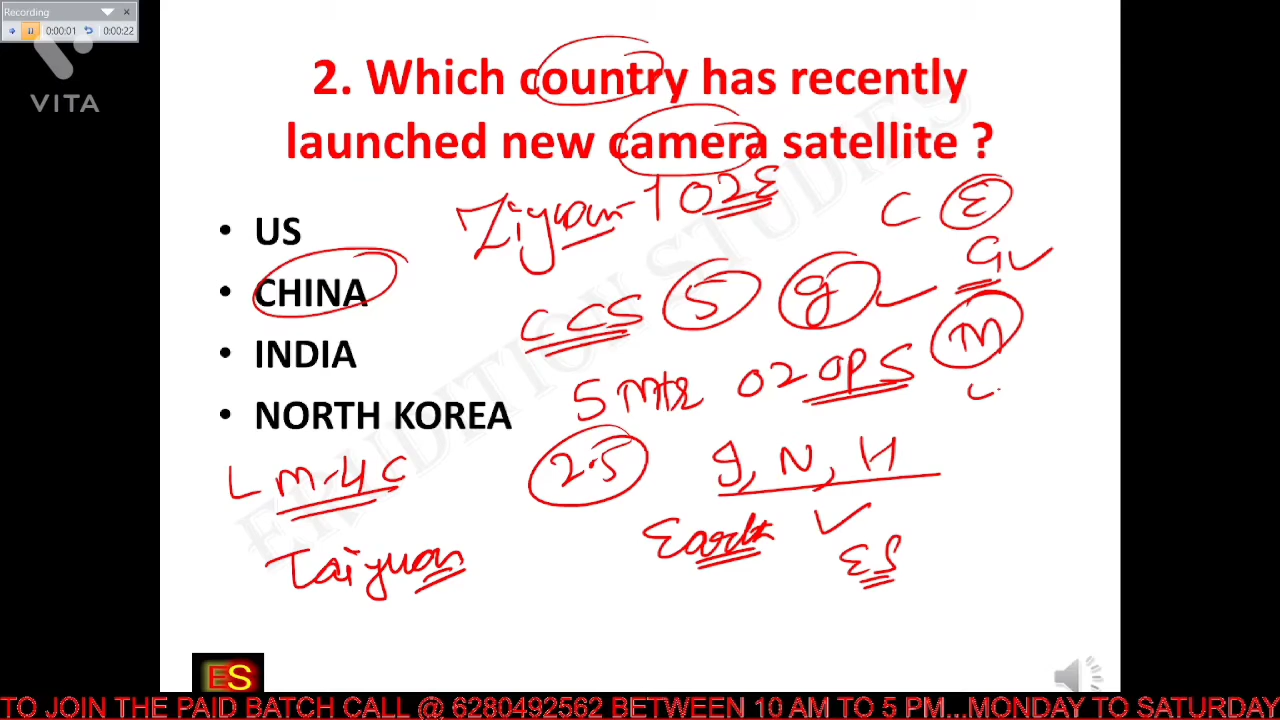 Recording
0:00:01 0:00:22
VITA
2. Which country has recently
launched new camera satellite ?
Ziyuan-1 02E
C E
• US
G
• CHINA
CCS 5 g
M
• INDIA
5 Mtr 02 OPS
• NORTH KOREA
LM-4C
2.5
g, N, H
Earth
ES
Taiyuan
ERUDITION STUDIES
ES
TO JOIN THE PAID BATCH CALL @ 6280492562 BETWEEN 10 AM TO 5 PM...MONDAY TO SATURDAY